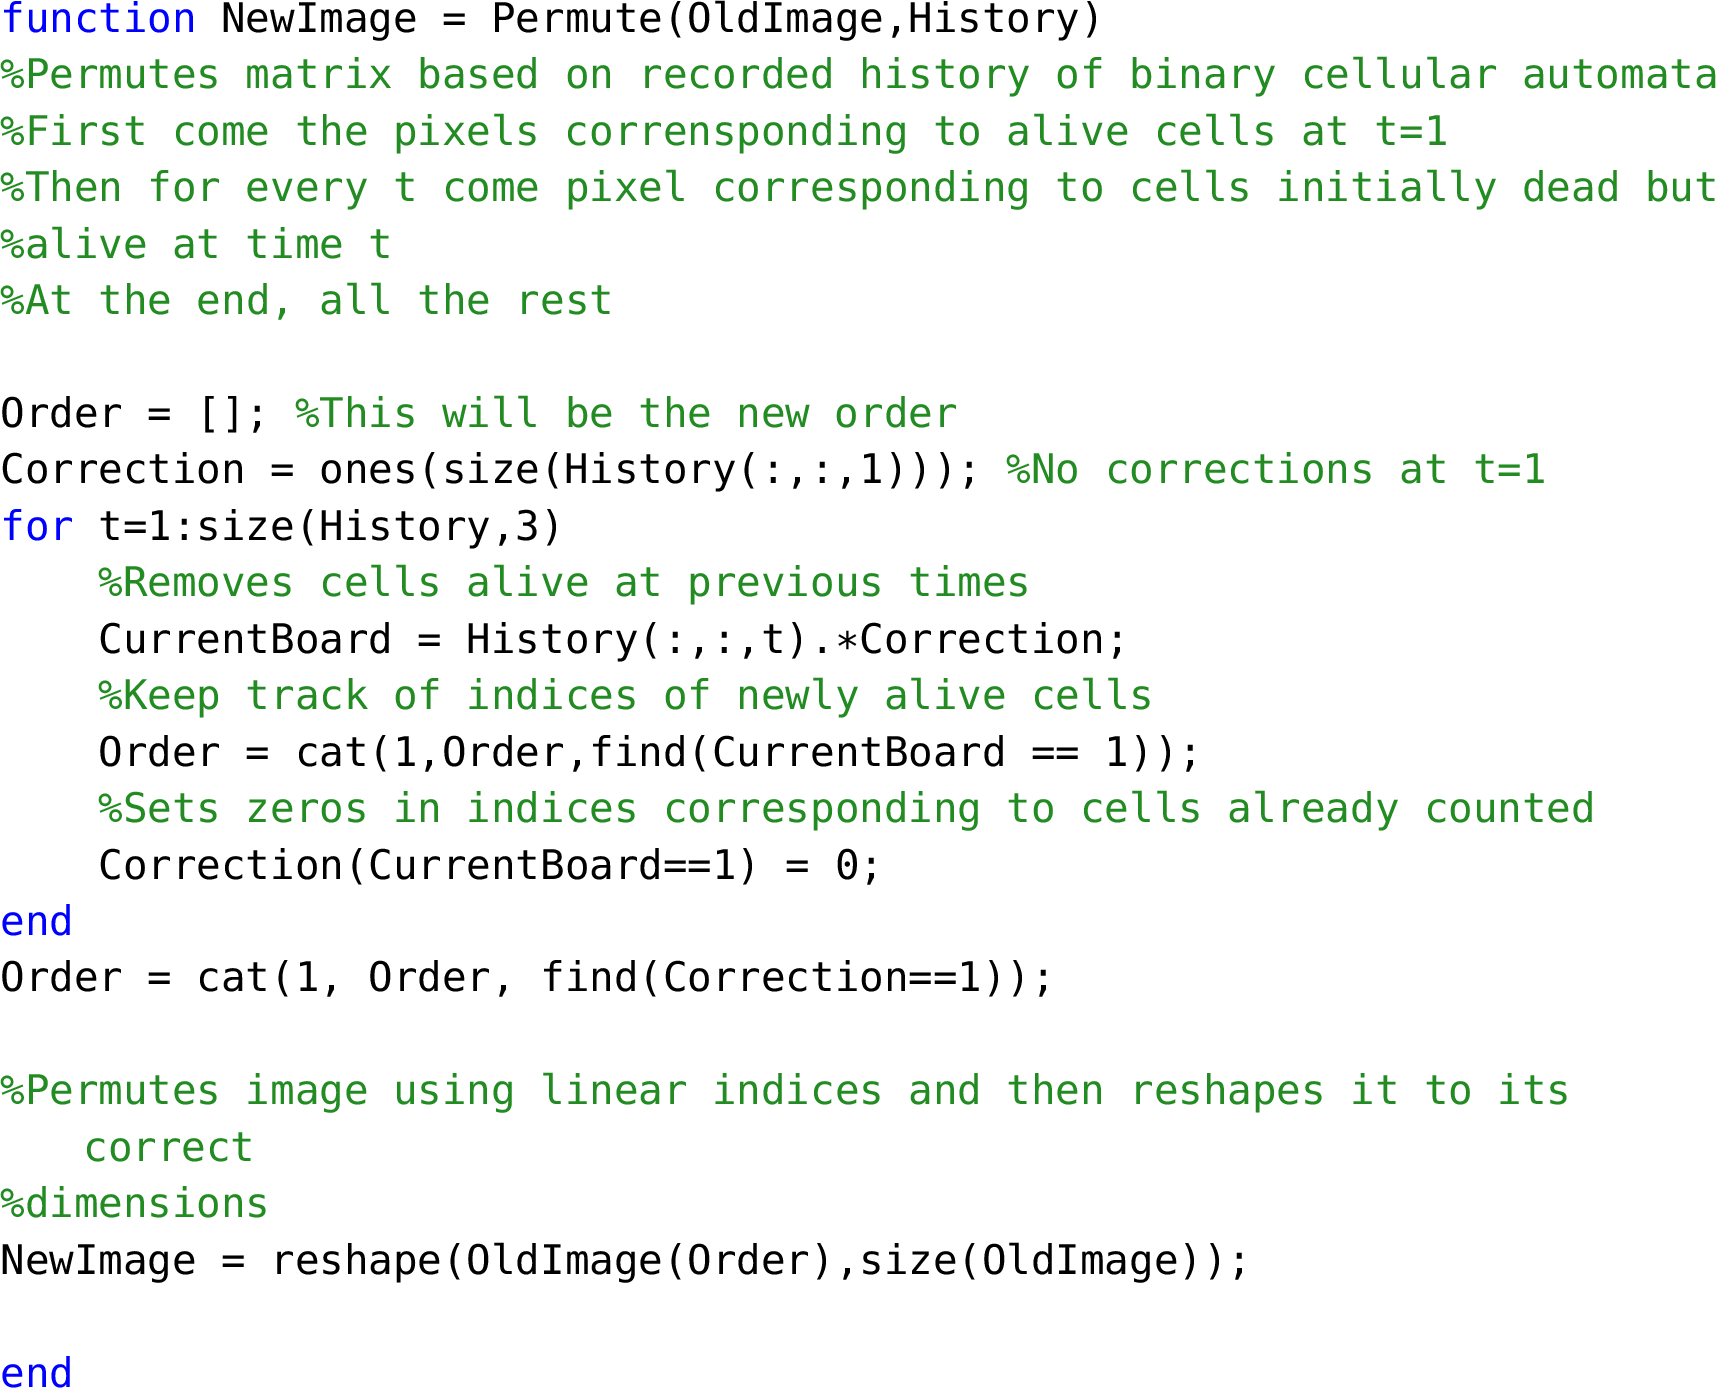 function NewImage = Permute(OldImage,History)
%Permutes matrix based on recorded history of binary cellular automata
%First come the pixels corrensponding to alive cells at t=1
%Then for every t come pixel corresponding to cells initially dead but
%alive at time t
%At the end, all the rest

Order = []; %This will be the new order
Correction = ones(size(History(:,:,1))); %No corrections at t=1
for t=1:size(History,3)
    %Removes cells alive at previous times
    CurrentBoard = History(:,:,t).*Correction;
    %Keep track of indices of newly alive cells
    Order = cat(1,Order,find(CurrentBoard == 1));
    %Sets zeros in indices corresponding to cells already counted
    Correction(CurrentBoard==1) = 0;
end
Order = cat(1, Order, find(Correction==1));

%Permutes image using linear indices and then reshapes it to its
    correct
%dimensions
NewImage = reshape(OldImage(Order),size(OldImage));

end